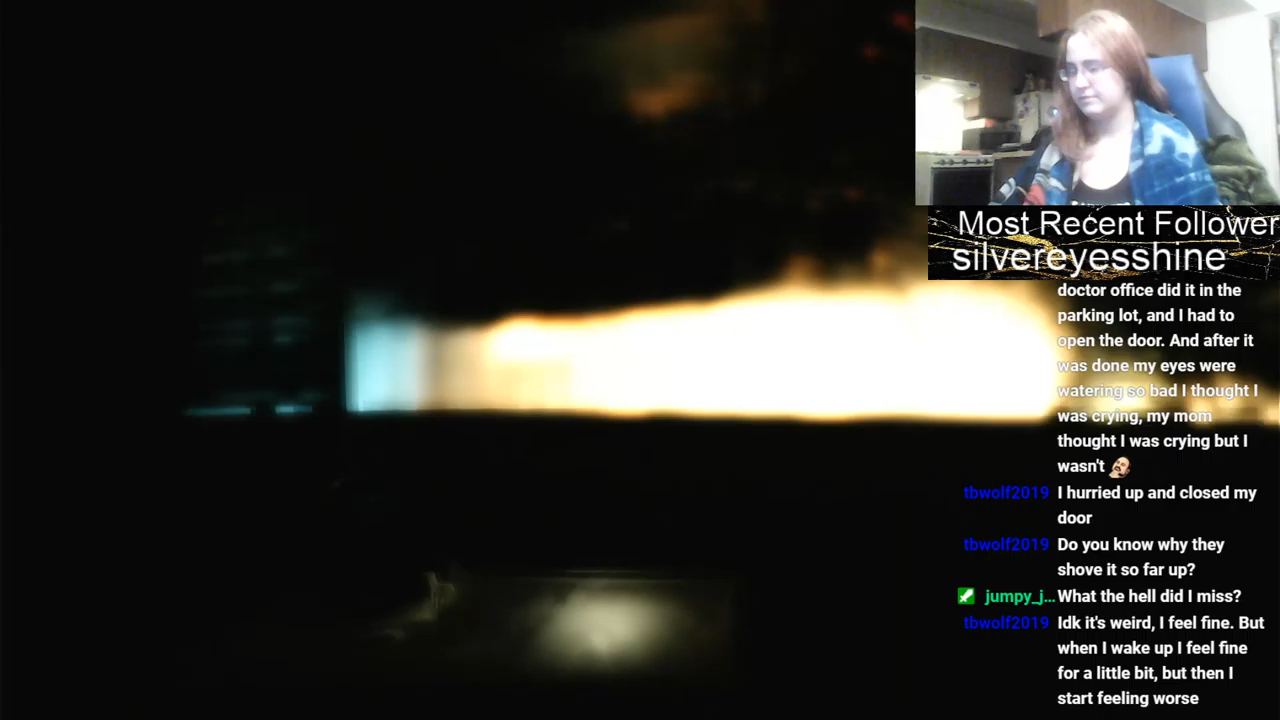 Most Recent Follower
silvereyesshine
doctor office did it in the
parking lot, and I had to
open the door. And after it
was done my eyes were
watering so bad I thought I
was crying, my mom
thought I was crying but I
wasn't
tbwolf2019 I hurried up and closed my
door
tbwolf2019 Do you know why they
shove it so far up?
jumpy_j... What the hell did I miss?
tbwolf2019 Idk it's weird, I feel fine. But
when I wake up I feel fine
for a little bit, but then I
start feeling worse